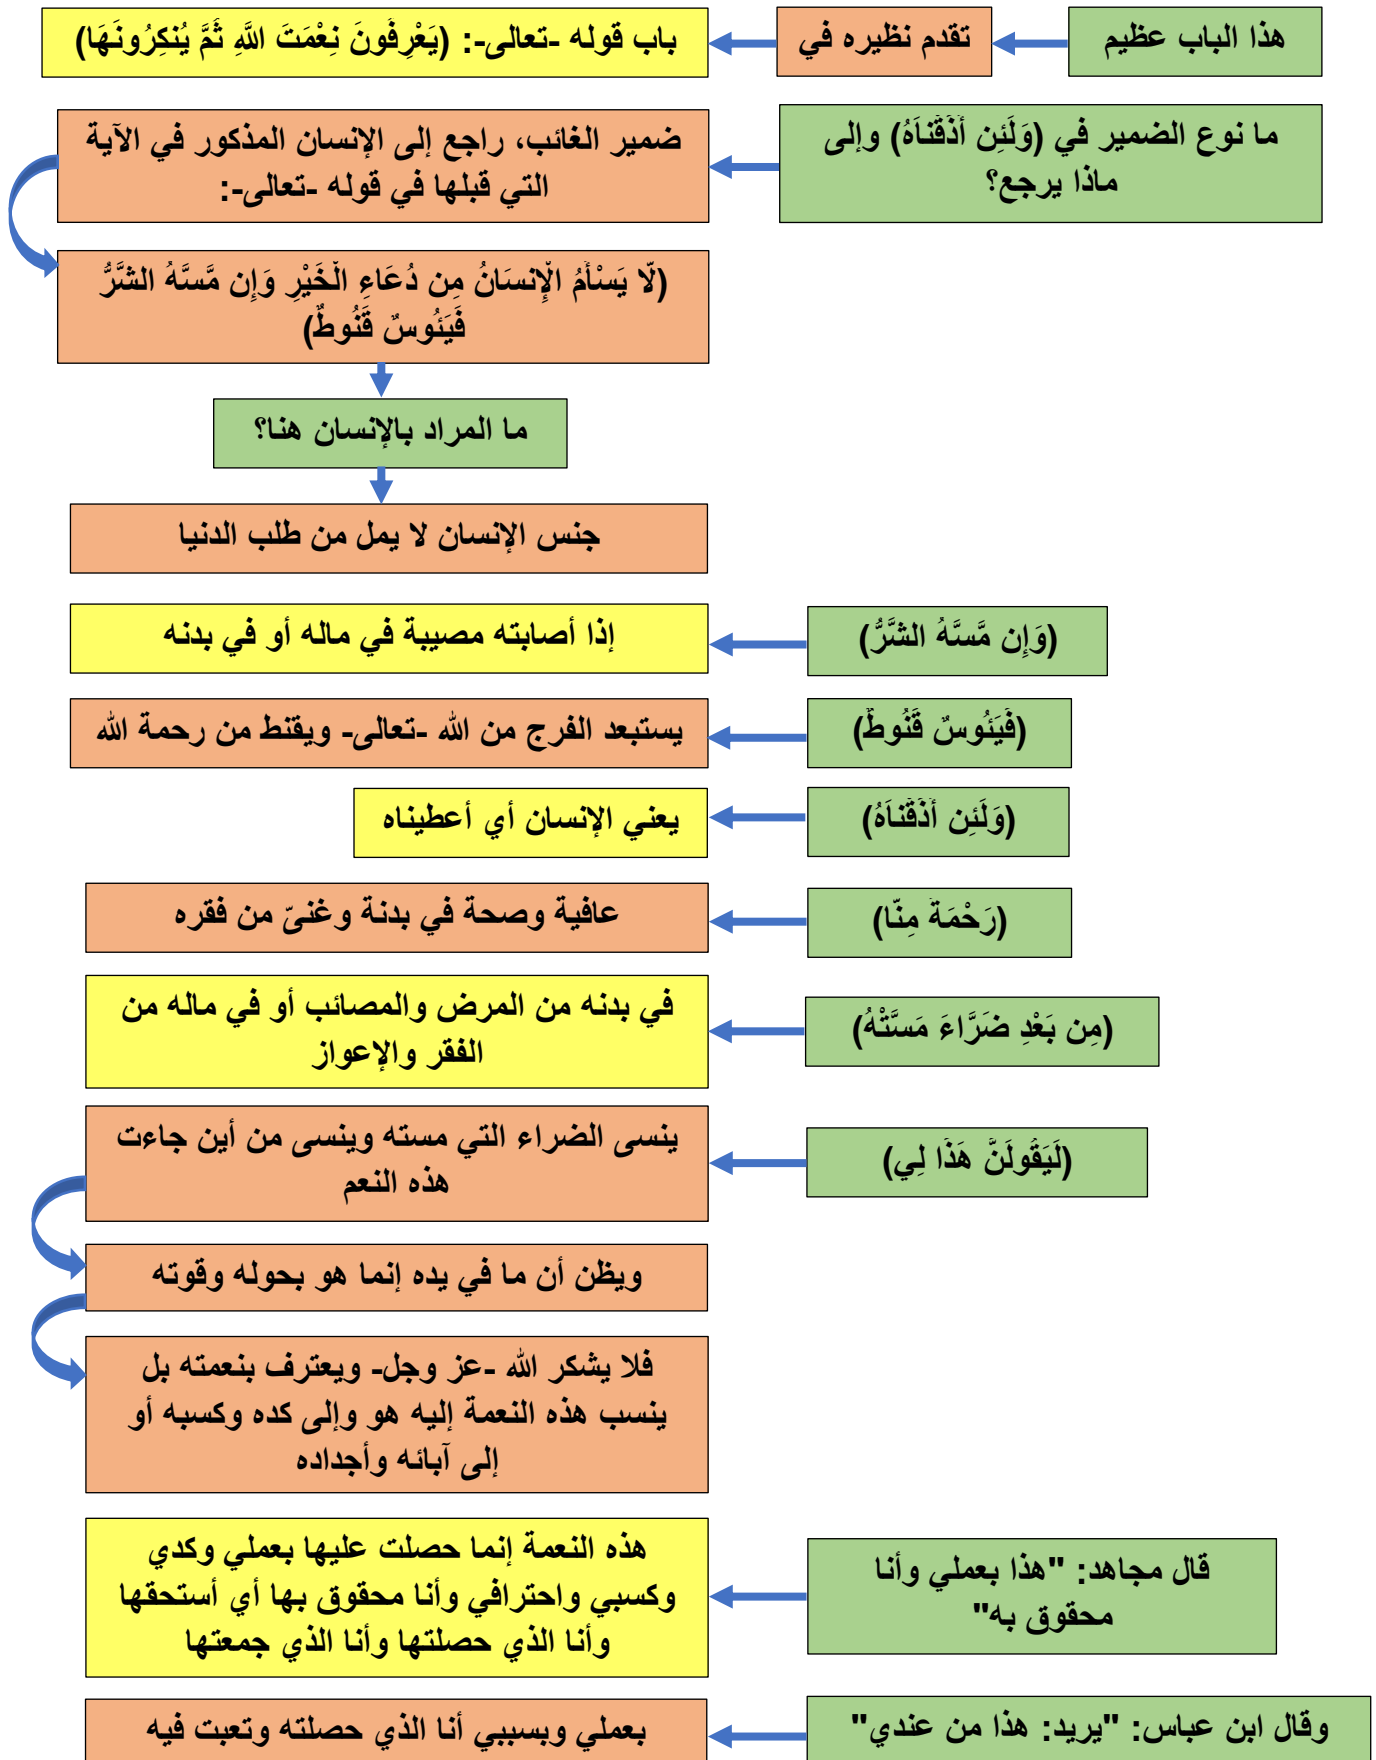 هذا الباب عظيم
تقدم نظيره في
باب قوله -تعالى-: (يَعْرِفُونَ نِعْمَتَ اللَّهِ ثُمَّ يُنكِرُونَهَا)
ما نوع الضمير في (وَلَئِن أَذَقْنَاهُ) وإلى
ماذا يرجع؟
ضمير الغائب، راجع إلى الإنسان المذكور في الآية
التي قبلها في قوله -تعالى-:
(لَّا يَسْأَمُ الْإِنسَانُ مِن دُعَاءِ الْخَيْرِ وَإِن مَّسَّهُ الشَّرُّ
فَيَئُوسٌ قَنُوطٌ)
ما المراد بالإنسان هنا؟
جنس الإنسان لا يمل من طلب الدنيا
(وَإِن مَّسَّهُ الشَّرُّ)
إذا أصابته مصيبة في ماله أو في بدنه
(فَيَئُوسٌ قَنُوطٌ)
يستبعد الفرج من الله -تعالى- ويقنط من رحمة الله
(وَلَئِن أَذَقْنَاهُ)
يعني الإنسان أي أعطيناه
(رَحْمَةً مِنَّا)
عافية وصحة في بدنة وغنىّ من فقره
(مِن بَعْدِ ضَرَّاءَ مَسَّتْهُ)
في بدنه من المرض والمصائب أو في ماله من
الفقر والإعواز
(لَيَقُولَنَّ هَذَا لِي)
ينسى الضراء التي مسته وينسى من أين جاءت
هذه النعم
ويظن أن ما في يده إنما هو بحوله وقوته
فلا يشكر الله -عز وجل- ويعترف بنعمته بل
ينسب هذه النعمة إليه هو وإلى كده وكسبه أو
إلى آبائه وأجداده
قال مجاهد: "هذا بعملي وأنا
محقوق به"
هذه النعمة إنما حصلت عليها بعملي وكدي
وكسبي واحترافي وأنا محقوق بها أي أستحقها
وأنا الذي حصلتها وأنا الذي جمعتها
وقال ابن عباس: "يريد: هذا من عندي"
بعملي وبسببي أنا الذي حصلته وتعبت فيه